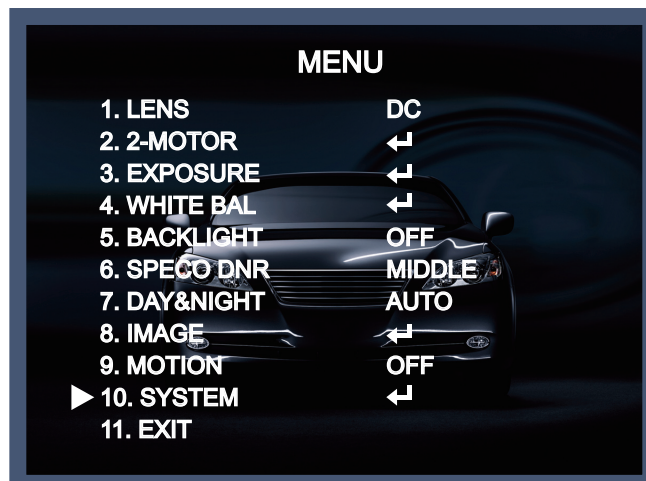 MENU
1. LENS DC
2. 2-MOTOR ↵
3. EXPOSURE ↵
4. WHITE BAL ↵
5. BACKLIGHT OFF
6. SPECO DNR MIDDLE
7. DAY&NIGHT AUTO
8. IMAGE ↵
9. MOTION OFF
10. SYSTEM ↵
11. EXIT